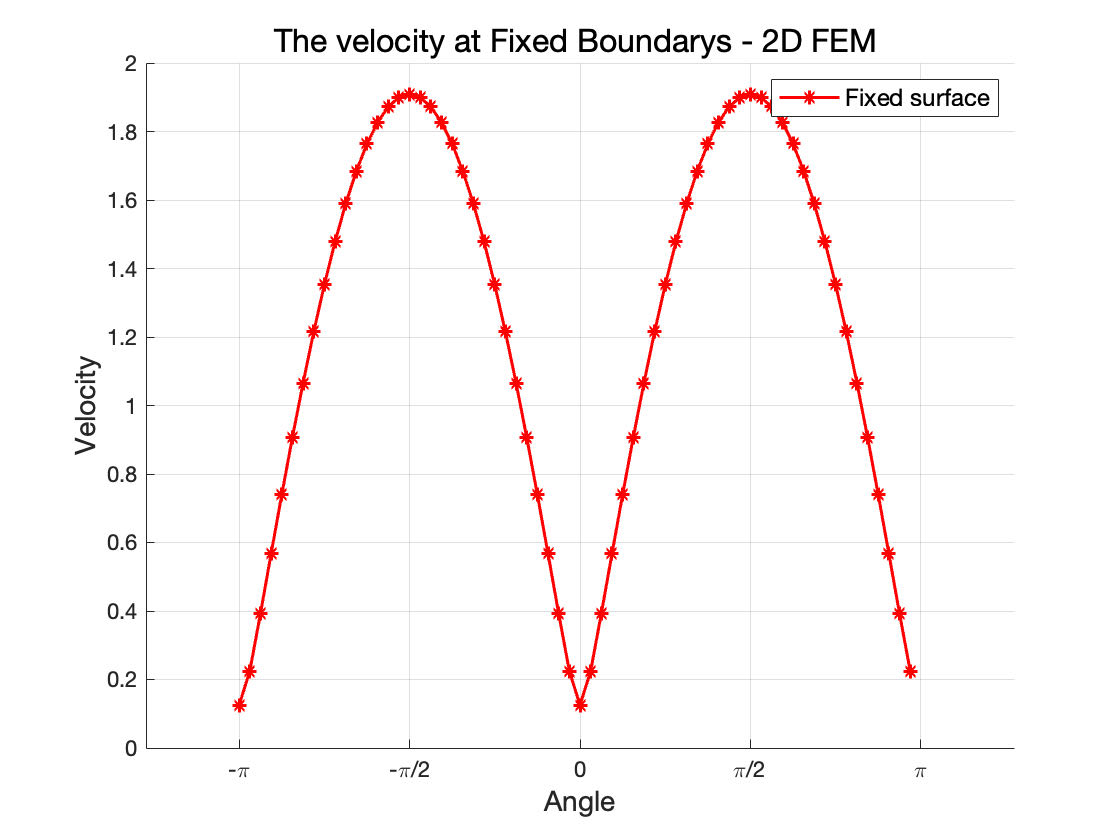 The velocity at Fixed Boundarys - 2D FEM
Fixed surface
2
1.8
1.6
1.4
1.2
1
0.8
0.6
0.4
0.2
0
Velocity
-π
-π/2
0
π/2
π
Angle